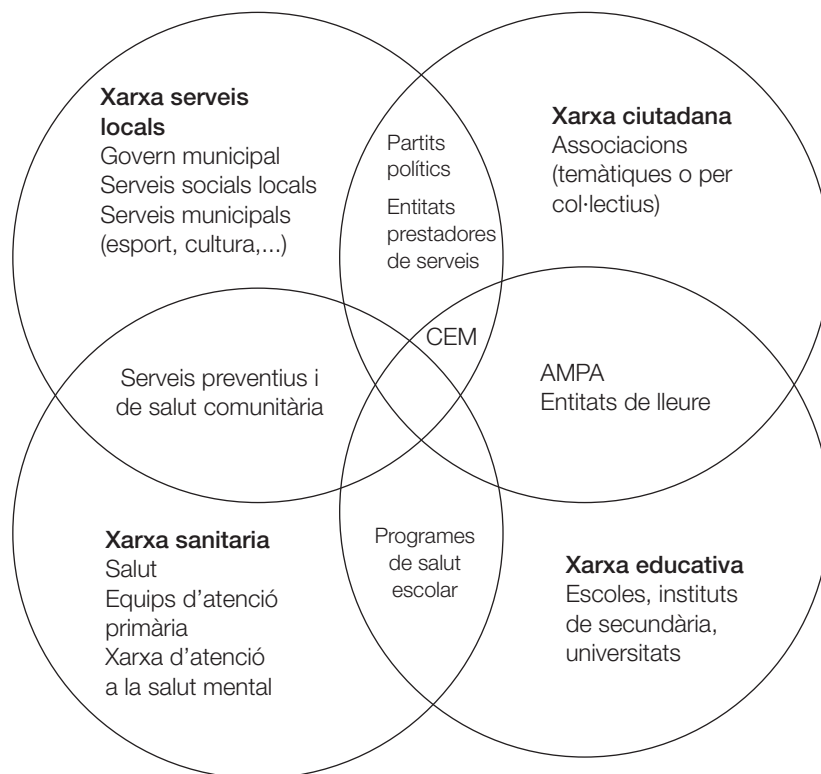 Xarxa serveis
locals
Govern municipal
Serveis socials locals
Serveis municipals
(esport, cultura,...)
Partits
polítics
Entitats
prestadores
de serveis
Xarxa ciutadana
Associacions
(temàtiques o per
col·lectius)
CEM
Serveis preventius i
de salut comunitària
AMPA
Entitats de lleure
Xarxa sanitaria
Salut
Equips d'atenció
primària
Xarxa d'atenció
a la salut mental
Programes
de salut
escolar
Xarxa educativa
Escoles, instituts
de secundària,
universitats